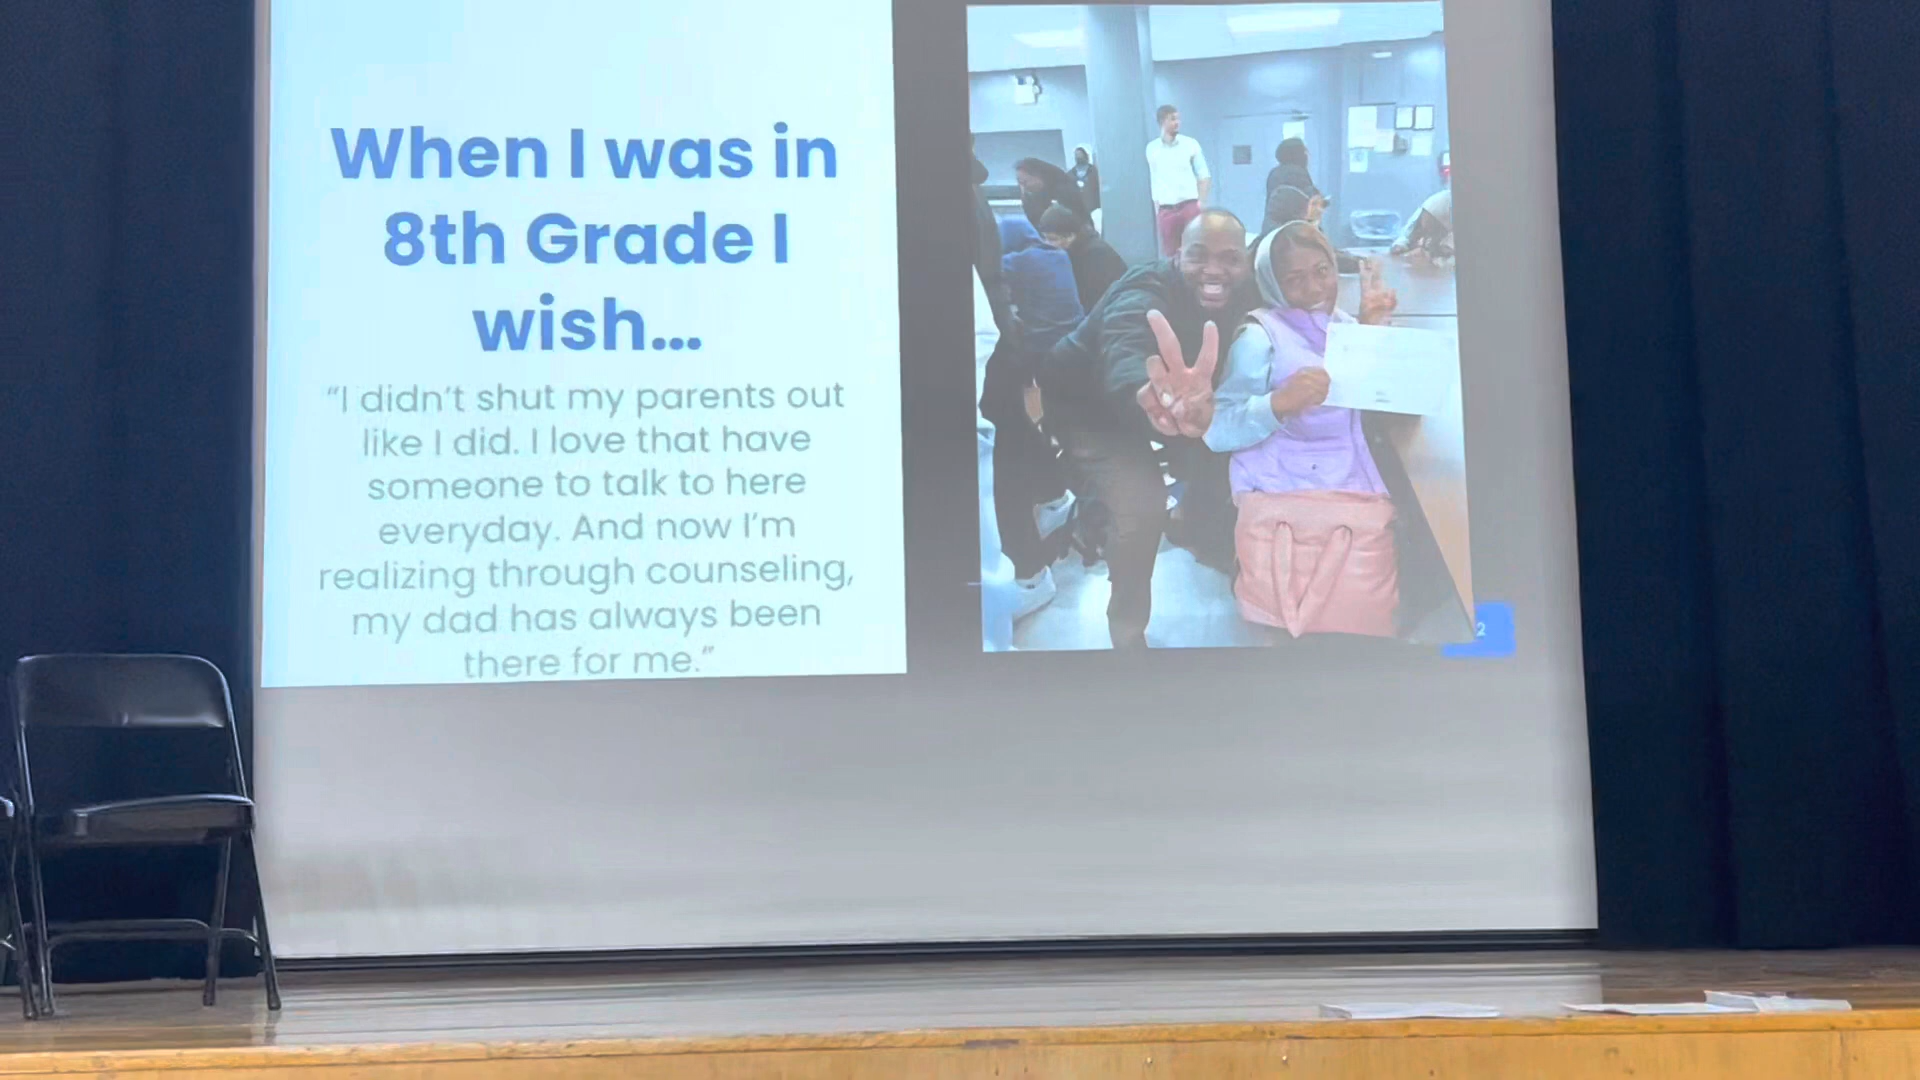 When I was in
8th Grade I
wish...
“I didn’t shut my parents out
like I did. I love that have
someone to talk to here
everyday. And now I’m
realizing through counseling,
my dad has always been
there for me.”
2